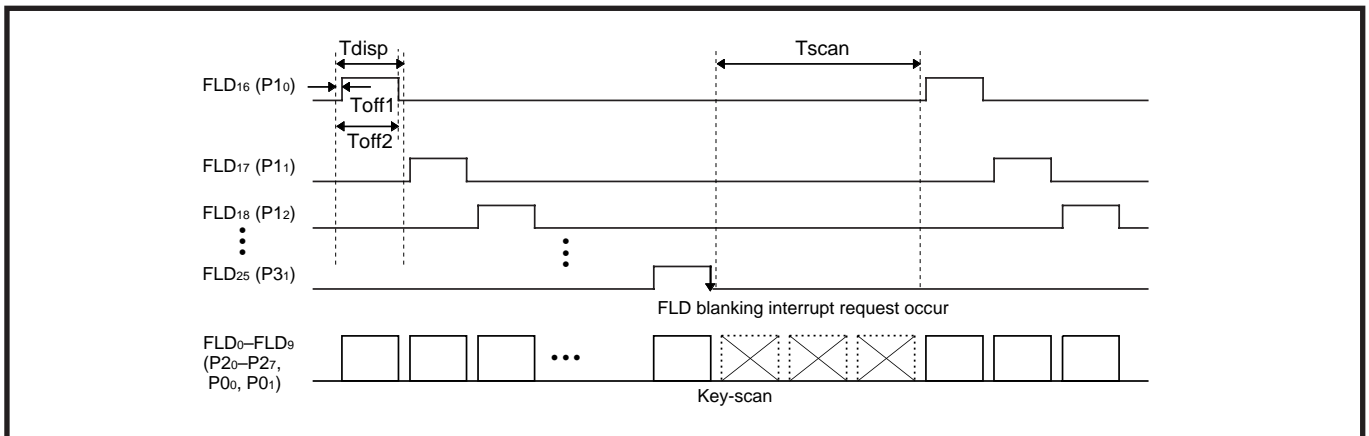 Tdisp
Tscan
FLD16 (P10)
Toff1
Toff2
FLD17 (P11)
FLD18 (P12)
FLD25 (P31)
FLD blanking interrupt request occur
FLD0–FLD9
(P20–P27,
P00, P01)
Key-scan